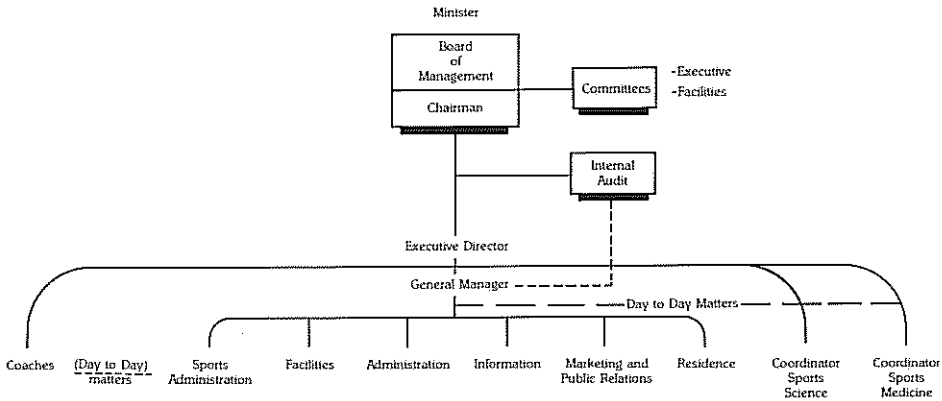 Minister
Board
of
Management
Chairman
Committees
-Executive
-Facilities
Internal
Audit
Executive Director
General Manager
Day to Day Matters
Coaches
(Day to Day)
matters
Sports
Administration
Facilities
Administration
Information
Marketing and
Public Relations
Residence
Coordinator
Sports
Science
Coordinator
Sports
Medicine